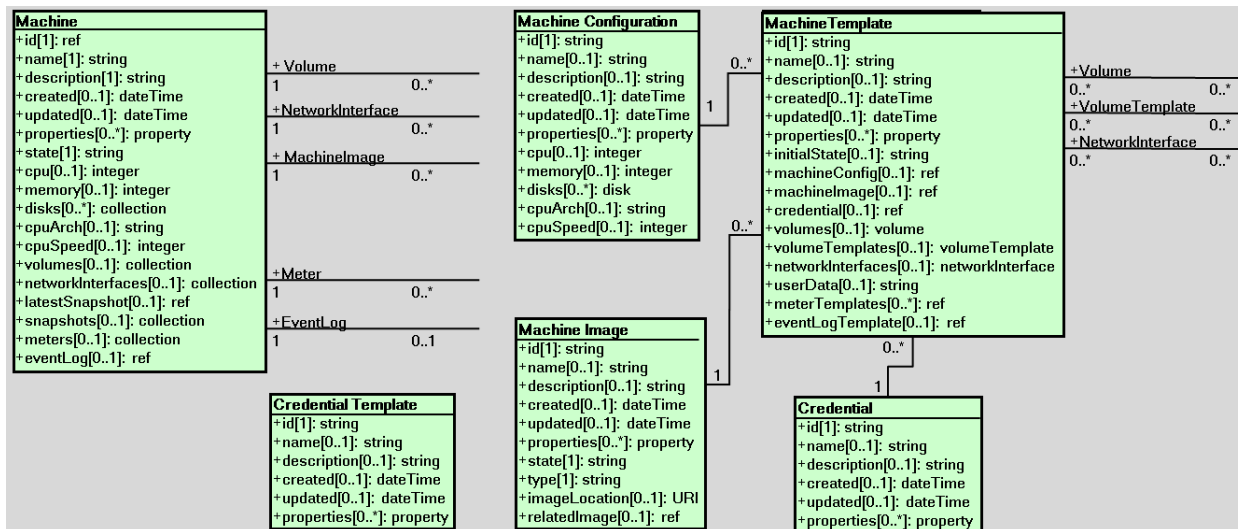 Machine
+id[1]: ref
+name[1]: string
+description[1]: string
+created[0..1]: dateTime
+updated[0..1]: dateTime
+properties[0..*]: property
+state[1]: string
+cpu[0..1]: integer
+memory[0..1]: integer
+disks[0..*]: collection
+cpuArch[0..1]: string
+cpuSpeed[0..1]: integer
+volumes[0..1]: collection
+networkInterfaces[0..1]: collection
+latestSnapshot[0..1]: ref
+snapshots[0..1]: collection
+meters[0..1]: collection
+eventLog[0..1]: ref
+ Volume
1 0..*
+NetworkInterface
1 0..*
+ MachineImage
1 0..*
+Meter
1 0..*
+EventLog
1 0..1
Machine Configuration
+id[1]: string
+name[0..1]: string
+description[0..1]: string
+created[0..1]: dateTime
+updated[0..1]: dateTime
+properties[0..*]: property
+cpu[0..1]: integer
+memory[0..1]: integer
+disks[0..*]: disk
+cpuArch[0..1]: string
+cpuSpeed[0..1]: integer
0..*
1
MachineTemplate
+id[1]: string
+name[0..1]: string
+description[0..1]: string
+created[0..1]: dateTime
+updated[0..1]: dateTime
+properties[0..*]: property
+initialState[0..1]: string
+machineConfig[0..1]: ref
+machineImage[0..1]: ref
+credential[0..1]: ref
+volumes[0..1]: volume
+volumeTemplates[0..1]: volumeTemplate
+networkInterfaces[0..1]: networkInterface
+userData[0..1]: string
+meterTemplates[0..*]: ref
+eventLogTemplate[0..1]: ref
+Volume
0..* 0..*
+VolumeTemplate
0..* 0..*
+NetworkInterface
0..* 0..*
0..*
1
Machine Image
+id[1]: string
+name[0..1]: string
+description[0..1]: string
+created[0..1]: dateTime
+updated[0..1]: dateTime
+properties[0..*]: property
+state[1]: string
+type[1]: string
+imageLocation[0..1]: URI
+relatedImage[0..1]: ref
0..*
1
Credential Template
+id[1]: string
+name[0..1]: string
+description[0..1]: string
+created[0..1]: dateTime
+updated[0..1]: dateTime
+properties[0..*]: property
Credential
+id[1]: string
+name[0..1]: string
+description[0..1]: string
+created[0..1]: dateTime
+updated[0..1]: dateTime
+properties[0..*]: property